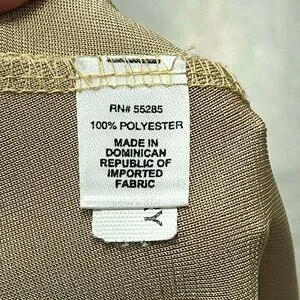 RN# 55285
100% POLYESTER
MADE IN
DOMINICAN
REPUBLIC OF
IMPORTED
FABRIC